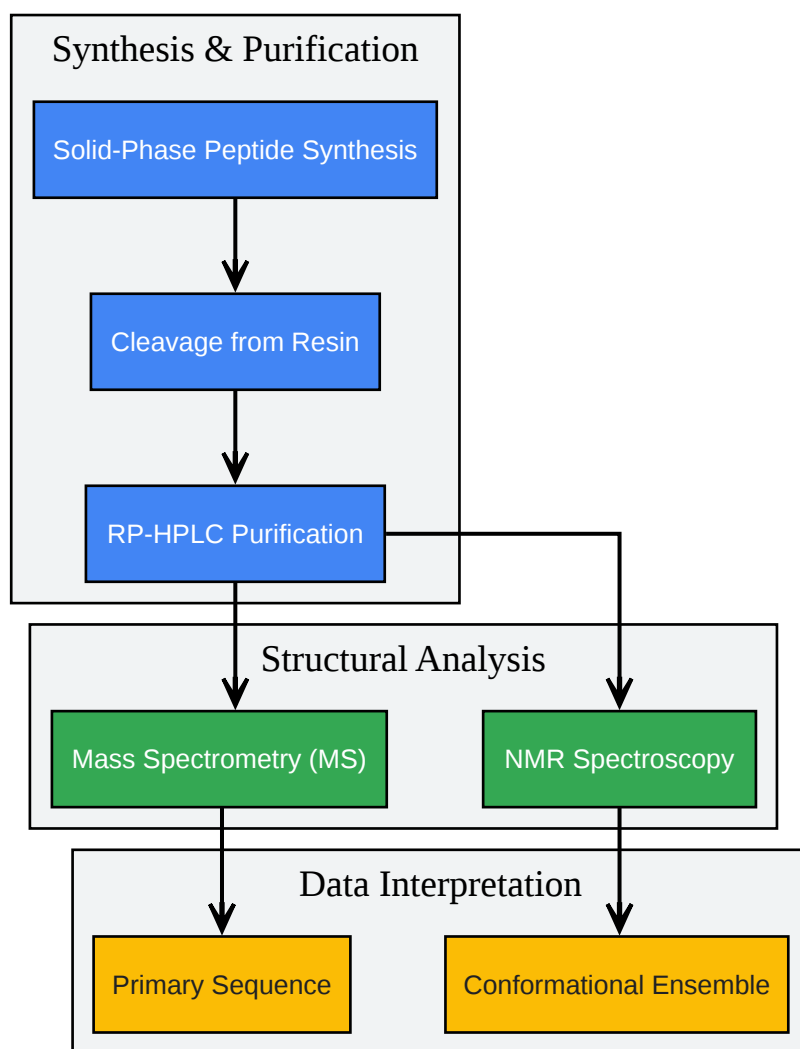 Synthesis & Purification
Solid-Phase Peptide Synthesis
Cleavage from Resin
RP-HPLC Purification
Structural Analysis
Mass Spectrometry (MS)
NMR Spectroscopy
Data Interpretation
Primary Sequence
Conformational Ensemble